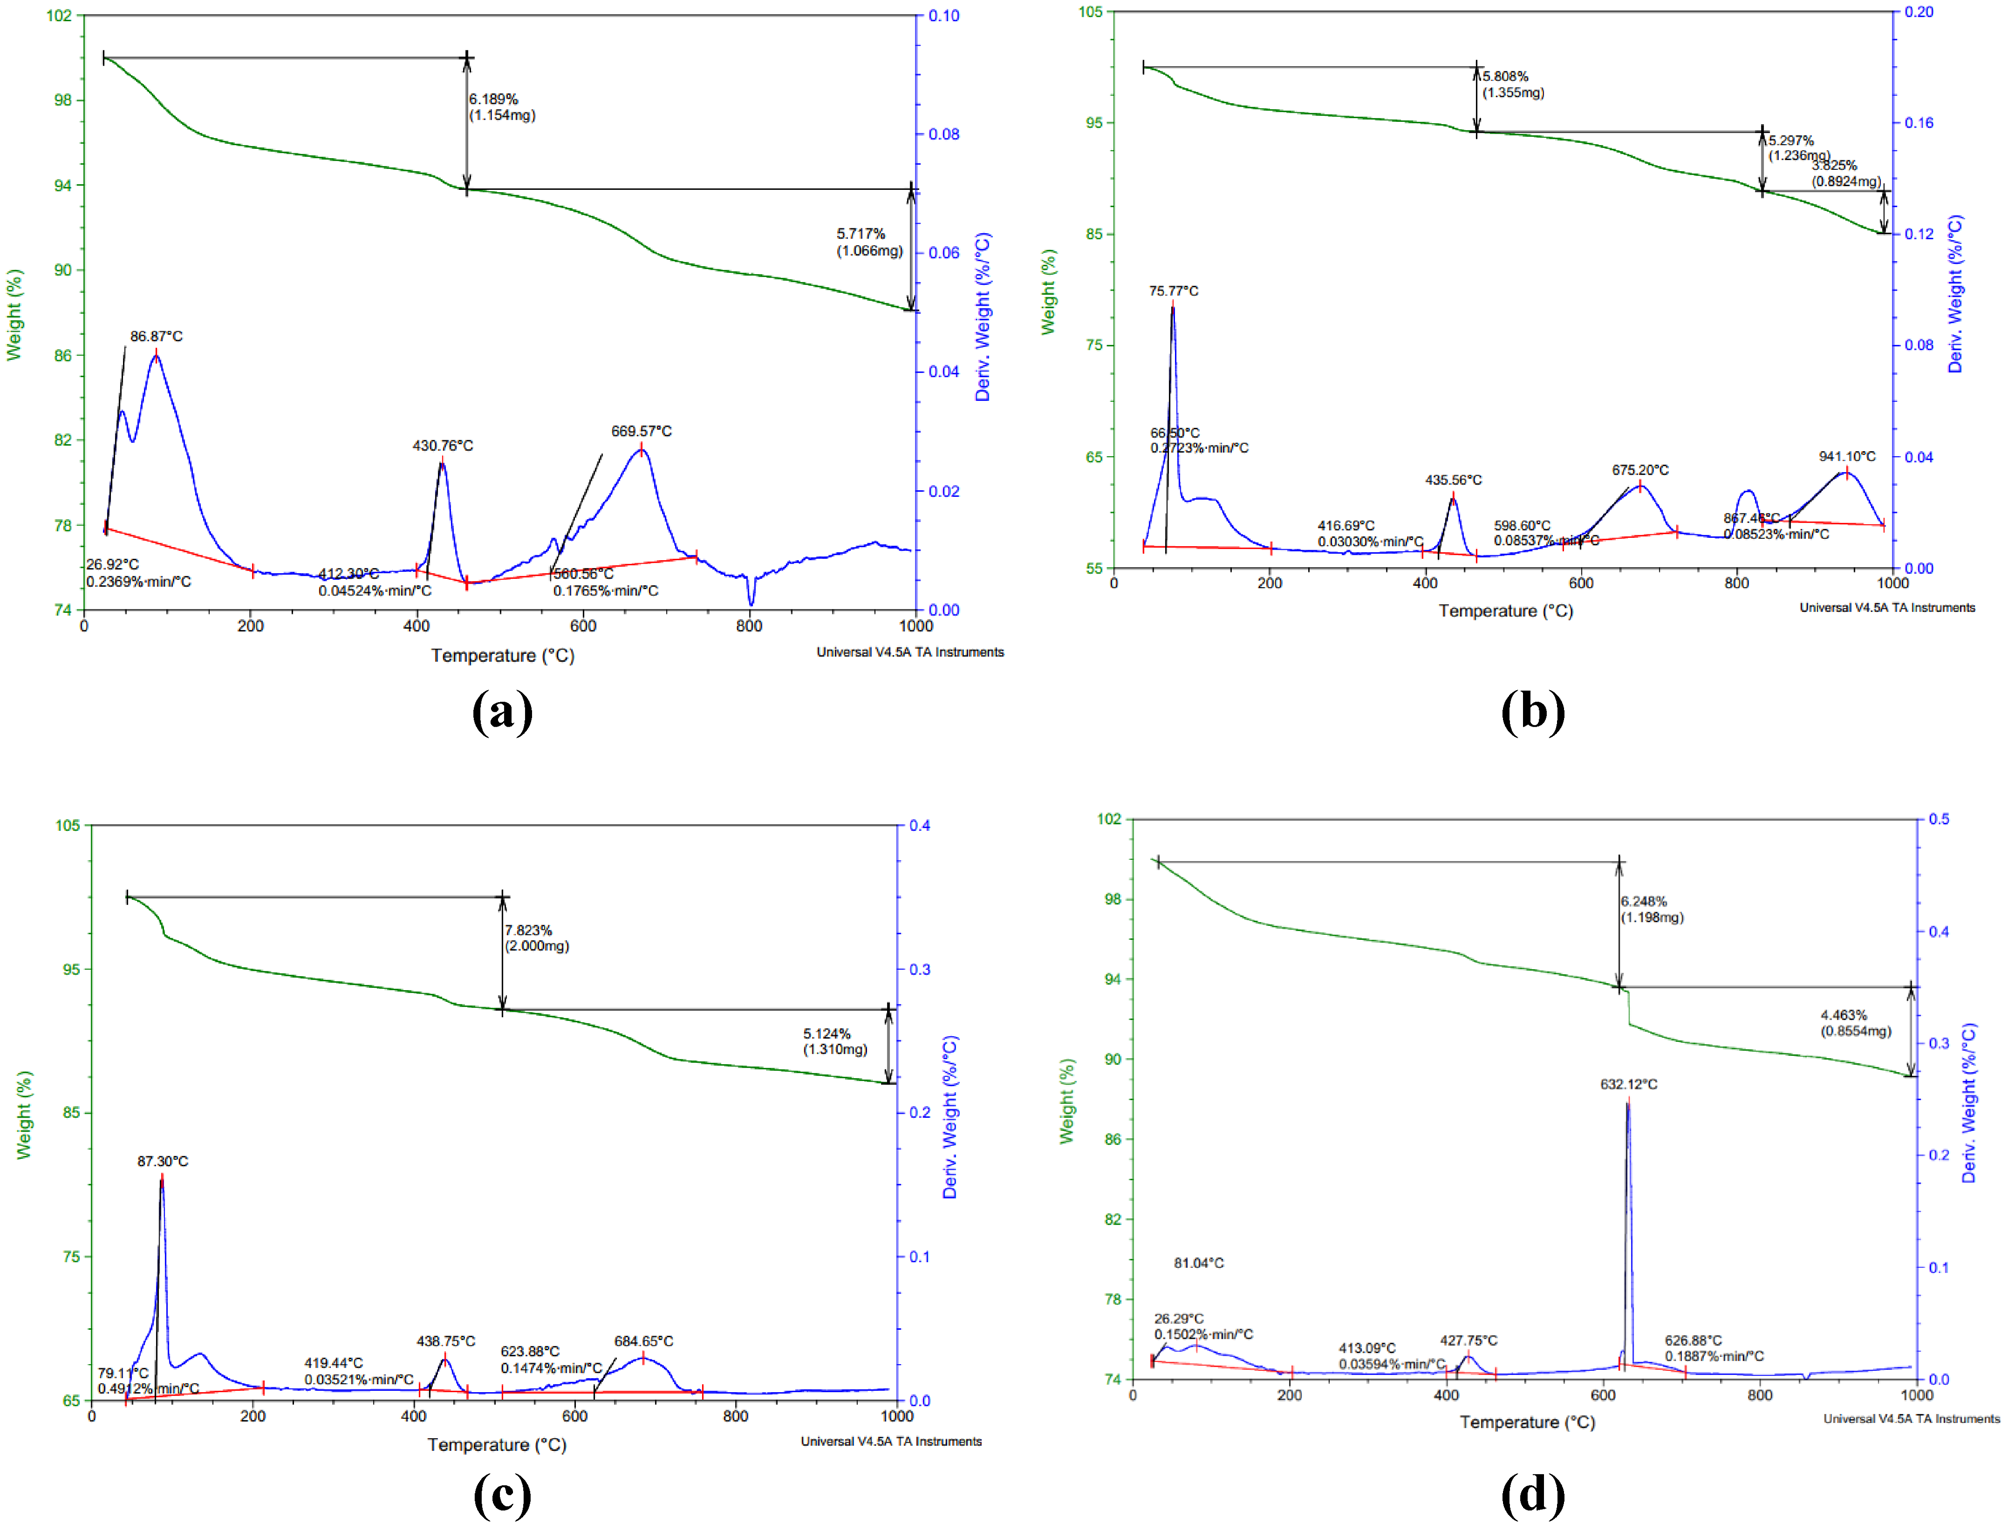 102
98
94
90
86
82
78
74
Weight (%)
0.10
0.08
0.06
0.04
0.02
0.00
Deriv. Weight (%/°C)
6.189%
(1.154mg)
5.717%
(1.066mg)
86.87°C
430.76°C
669.57°C
26.92°C
0.2369%·min/°C
412.30°C
0.04524%·min/°C
560.56°C
0.1765%·min/°C
0
200
400
600
800
1000
Temperature (°C)
Universal V4.5A TA Instruments
(a)
105
95
85
75
65
55
Weight (%)
0.20
0.16
0.12
0.08
0.04
0.00
Deriv. Weight (%/°C)
5.808%
(1.355mg)
5.297%
(1.236mg)
3.825%
(0.8924mg)
75.77°C
66.50°C
0.2723%·min/°C
435.56°C
416.69°C
0.03030%·min/°C
675.20°C
598.60°C
0.08537%·min/°C
941.10°C
867.46°C
0.08523%·min/°C
0
200
400
600
800
1000
Temperature (°C)
Universal V4.5A TA Instruments
(b)
105
95
85
75
65
Weight (%)
0.4
0.3
0.2
0.1
0.0
Deriv. Weight (%/°C)
7.823%
(2.000mg)
5.124%
(1.310mg)
87.30°C
79.11°C
0.4912%·min/°C
438.75°C
419.44°C
0.03521%·min/°C
684.65°C
623.88°C
0.1474%·min/°C
0
200
400
600
800
1000
Temperature (°C)
Universal V4.5A TA Instruments
(c)
102
98
94
90
86
82
78
74
Weight (%)
0.5
0.4
0.3
0.2
0.1
0.0
Deriv. Weight (%/°C)
6.248%
(1.198mg)
4.463%
(0.8554mg)
632.12°C
81.04°C
26.29°C
0.1502%·min/°C
413.09°C
0.03594%·min/°C
427.75°C
626.88°C
0.1887%·min/°C
0
200
400
600
800
1000
Temperature (°C)
Universal V4.5A TA Instruments
(d)